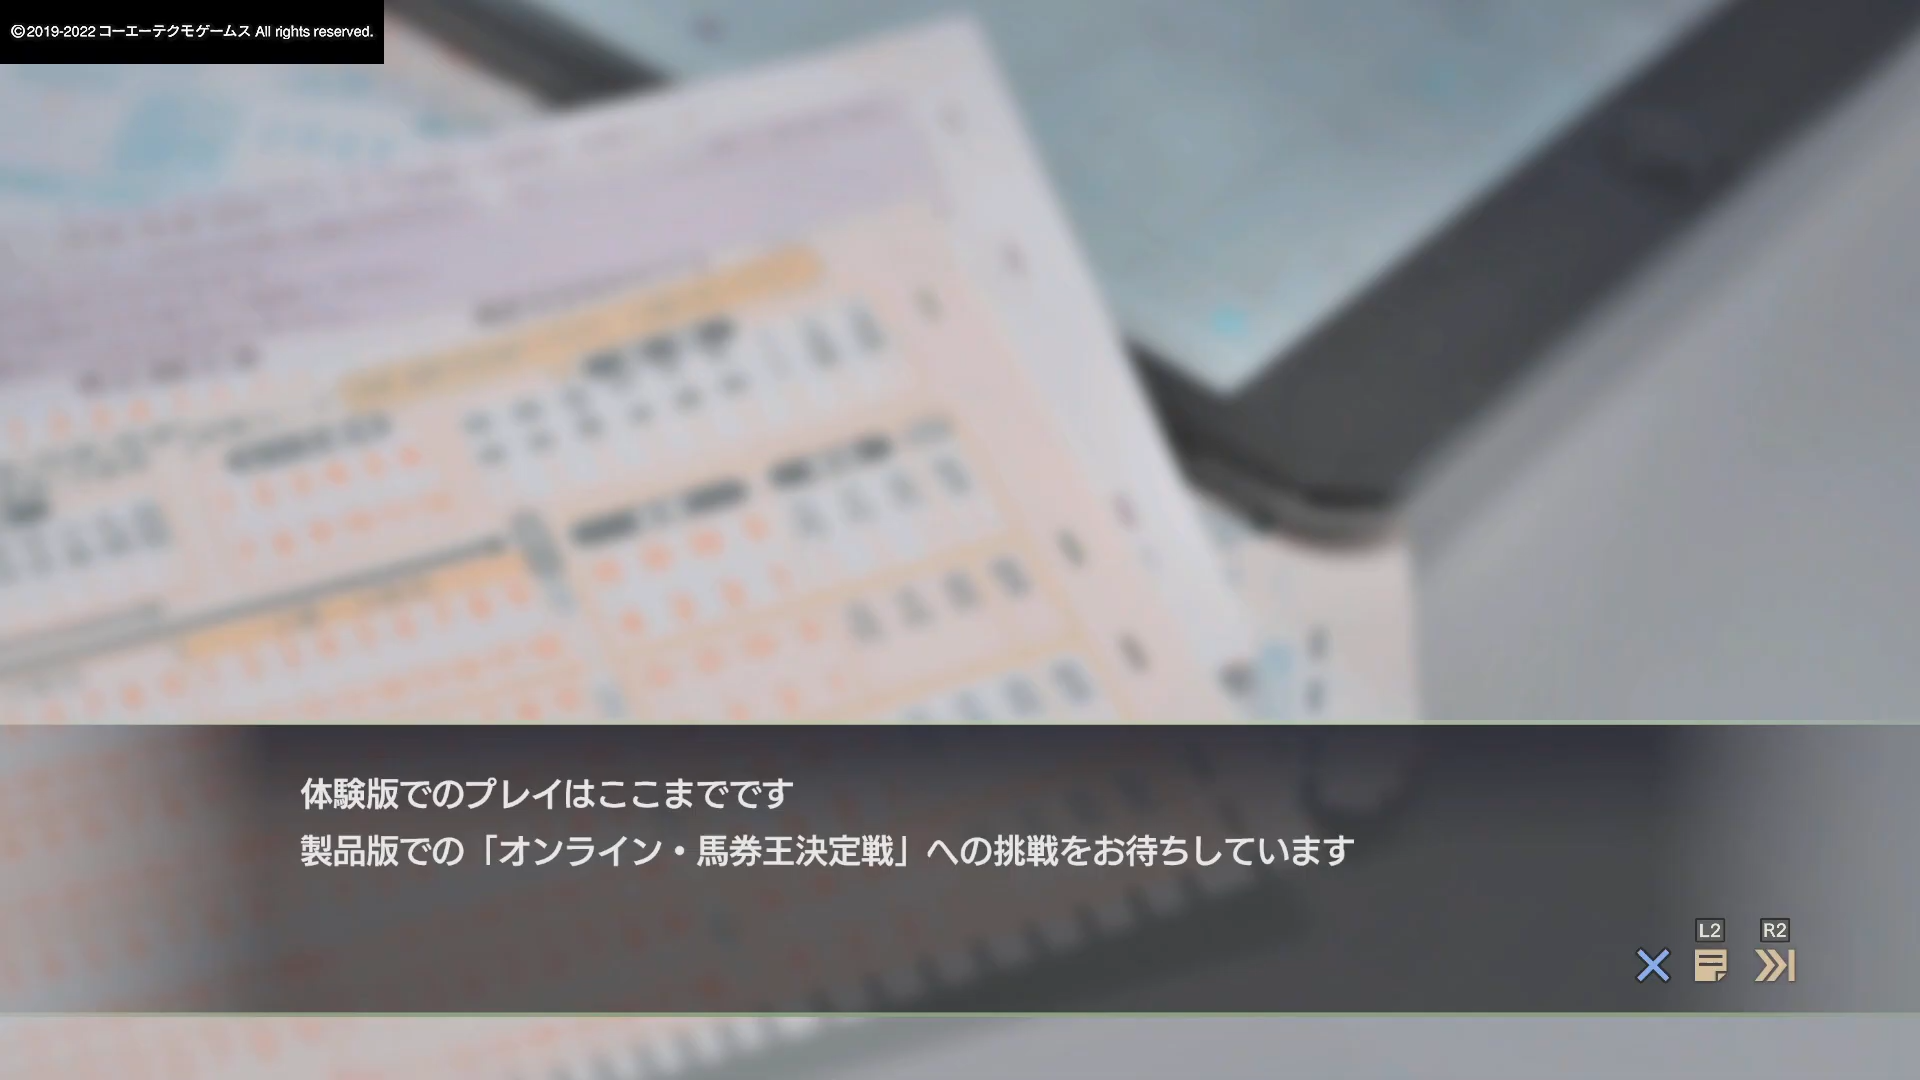 ©2019-2022 コーエーテクモゲームス All rights reserved.
体験版でのプレイはここまでです
製品版での「オンライン・馬券王決定戦」への挑戦をお待ちしています
L2 R2